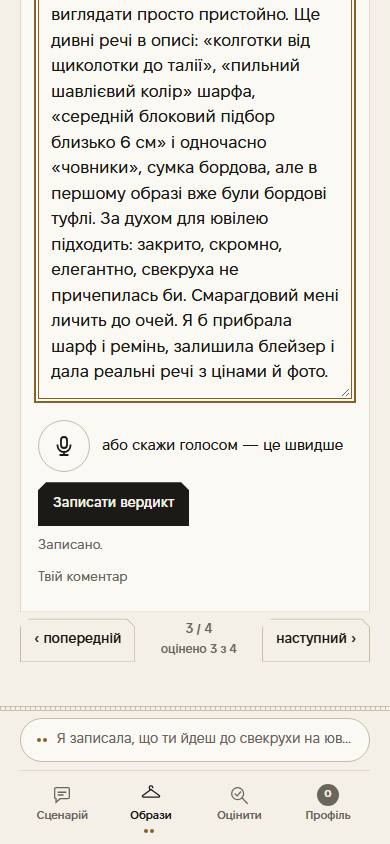 виглядати просто пристойно. Ще
дивні речі в описі: «колготки від
щиколотки до талії», «пильний
шавлієвий колір» шарфа,
«середній блоковий підбор
близько 6 см» і одночасно
«човники», сумка бордова, але в
першому образі вже були бордові
туфлі. За духом для ювілею
підходить: закрито, скромно,
елегантно, свекруха не
причепилась би. Смарагдовий мені
личить до очей. Я б прибрала
шарф і ремінь, залишила блейзер і
дала реальні речі з цінами й фото.
або скажи голосом — це швидше
Записати вердикт
Записано.
Твій коментар
‹ попередній
3 / 4
оцінено 3 з 4
наступний ›
Я записала, що ти йдеш до свекрухи на юв...
Сценарій
Образи
Оцінити
О
Профіль